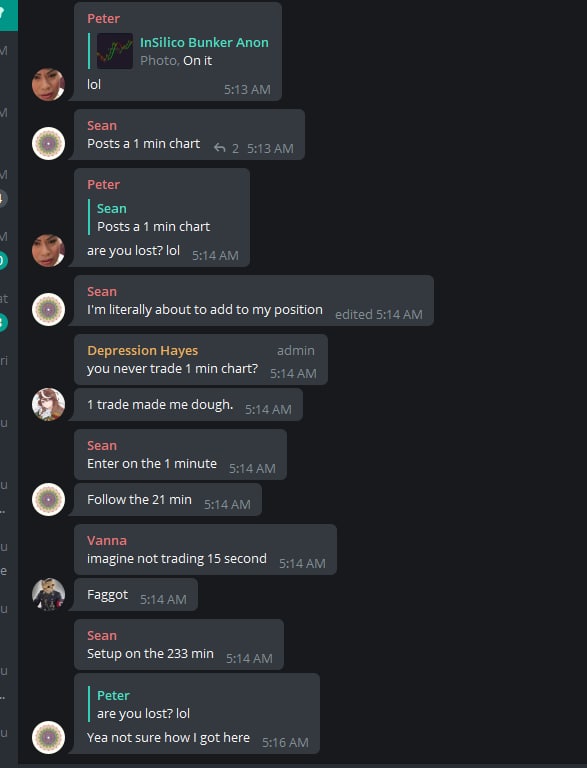 Peter
InSilico Bunker Anon
Photo, On it
lol 5:13 AM
Sean
Posts a 1 min chart 2 5:13 AM
Peter
Sean
Posts a 1 min chart
are you lost? lol 5:14 AM
Sean
I'm literally about to add to my position edited 5:14 AM
Depression Hayes admin
you never trade 1 min chart? 5:14 AM
1 trade made me dough. 5:14 AM
Sean
Enter on the 1 minute 5:14 AM
Follow the 21 min 5:14 AM
Vanna
imagine not trading 15 second 5:14 AM
Faggot 5:14 AM
Sean
Setup on the 233 min 5:14 AM
Peter
are you lost? lol
Yea not sure how I got here 5:16 AM